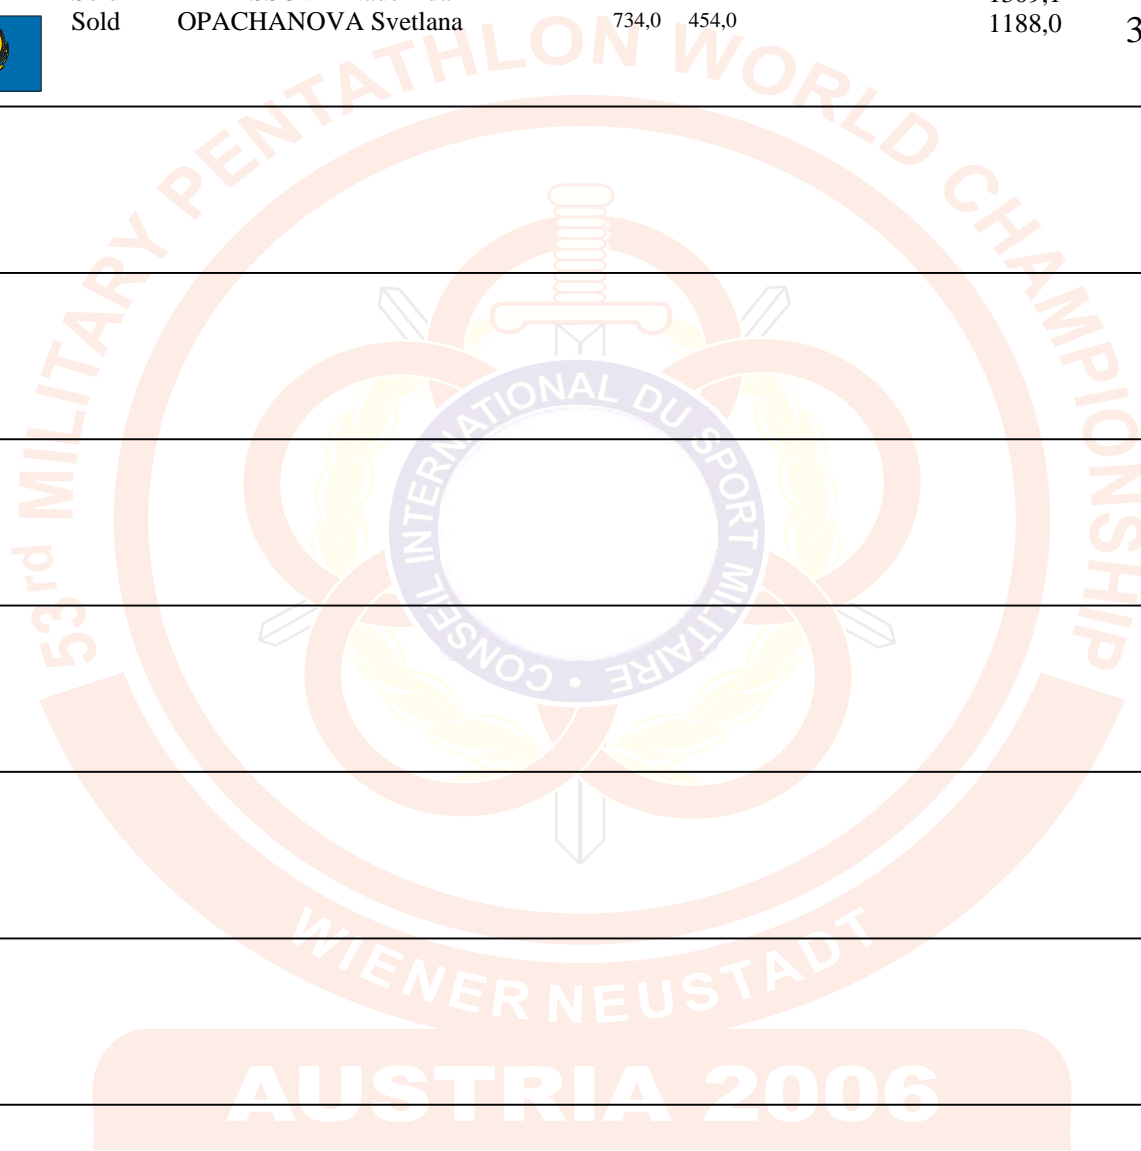 Sold OPACHANOVA Svetlana 734,0 454,0 1188,0 3
53rd MILITARY PENTATHLON WORLD CHAMPIONSHIP
CONSEIL INTERNATIONAL DU SPORT MILITAIRE •
WIENER NEUSTADT
AUSTRIA 2006